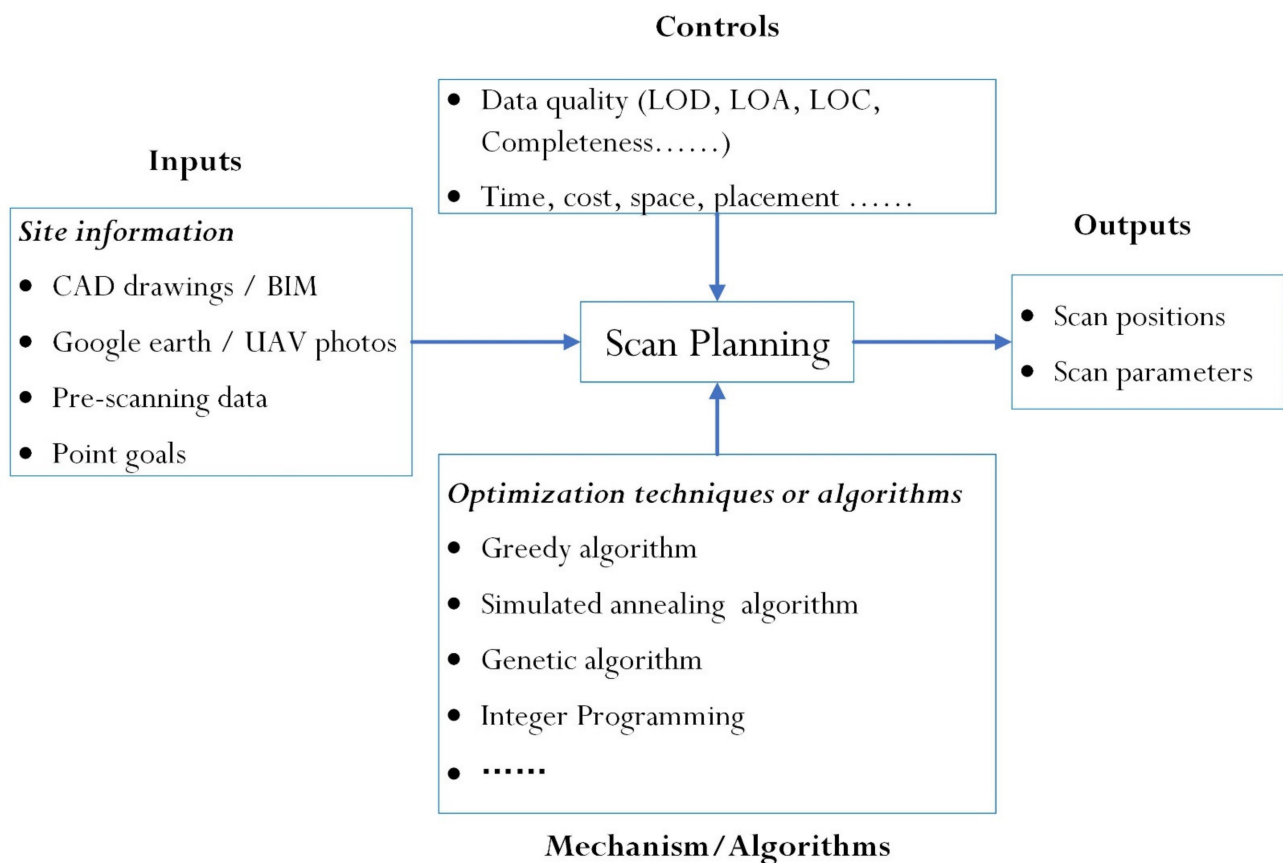 Controls
• Data quality (LOD, LOA, LOC,
Completeness……)
• Time, cost, space, placement ……
Inputs
Site information
• CAD drawings / BIM
• Google earth / UAV photos
• Pre-scanning data
• Point goals
Scan Planning
Outputs
• Scan positions
• Scan parameters
Optimization techniques or algorithms
• Greedy algorithm
• Simulated annealing  algorithm
• Genetic algorithm
• Integer Programming
• ……
Mechanism/Algorithms